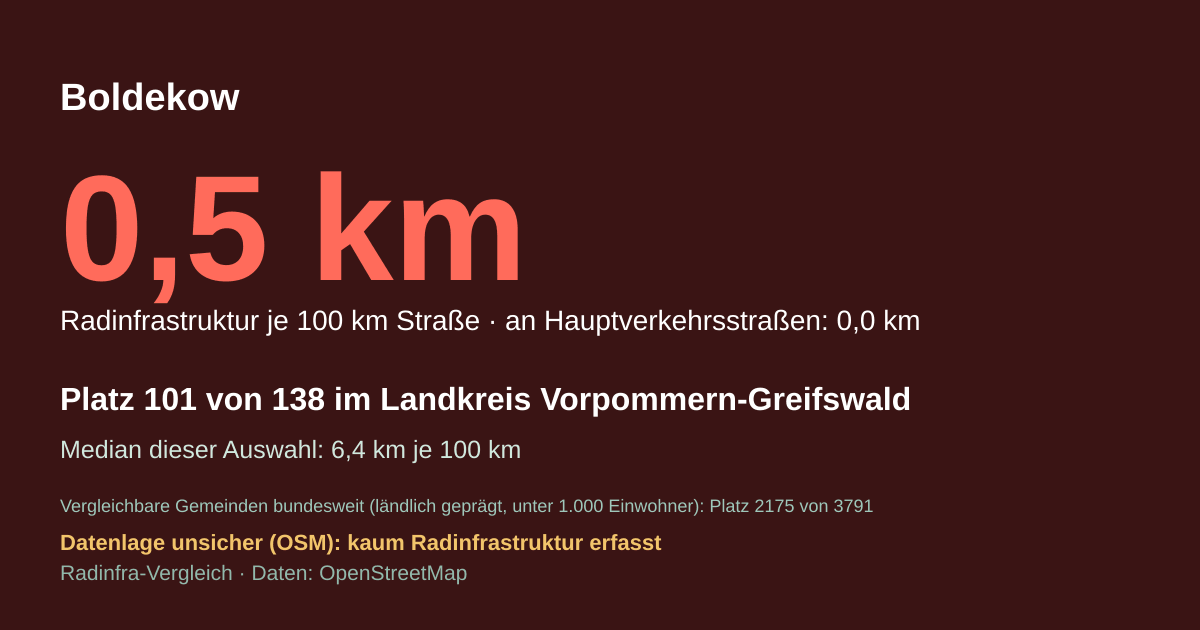 Boldekow
0,5 km
Radinfrastruktur je 100 km Straße · an Hauptverkehrsstraßen: 0,0 km
Platz 101 von 138 im Landkreis Vorpommern-Greifswald
Median dieser Auswahl: 6,4 km je 100 km
Vergleichbare Gemeinden bundesweit (ländlich geprägt, unter 1.000 Einwohner): Platz 2175 von 3791
Datenlage unsicher (OSM): kaum Radinfrastruktur erfasst
Radinfra-Vergleich · Daten: OpenStreetMap